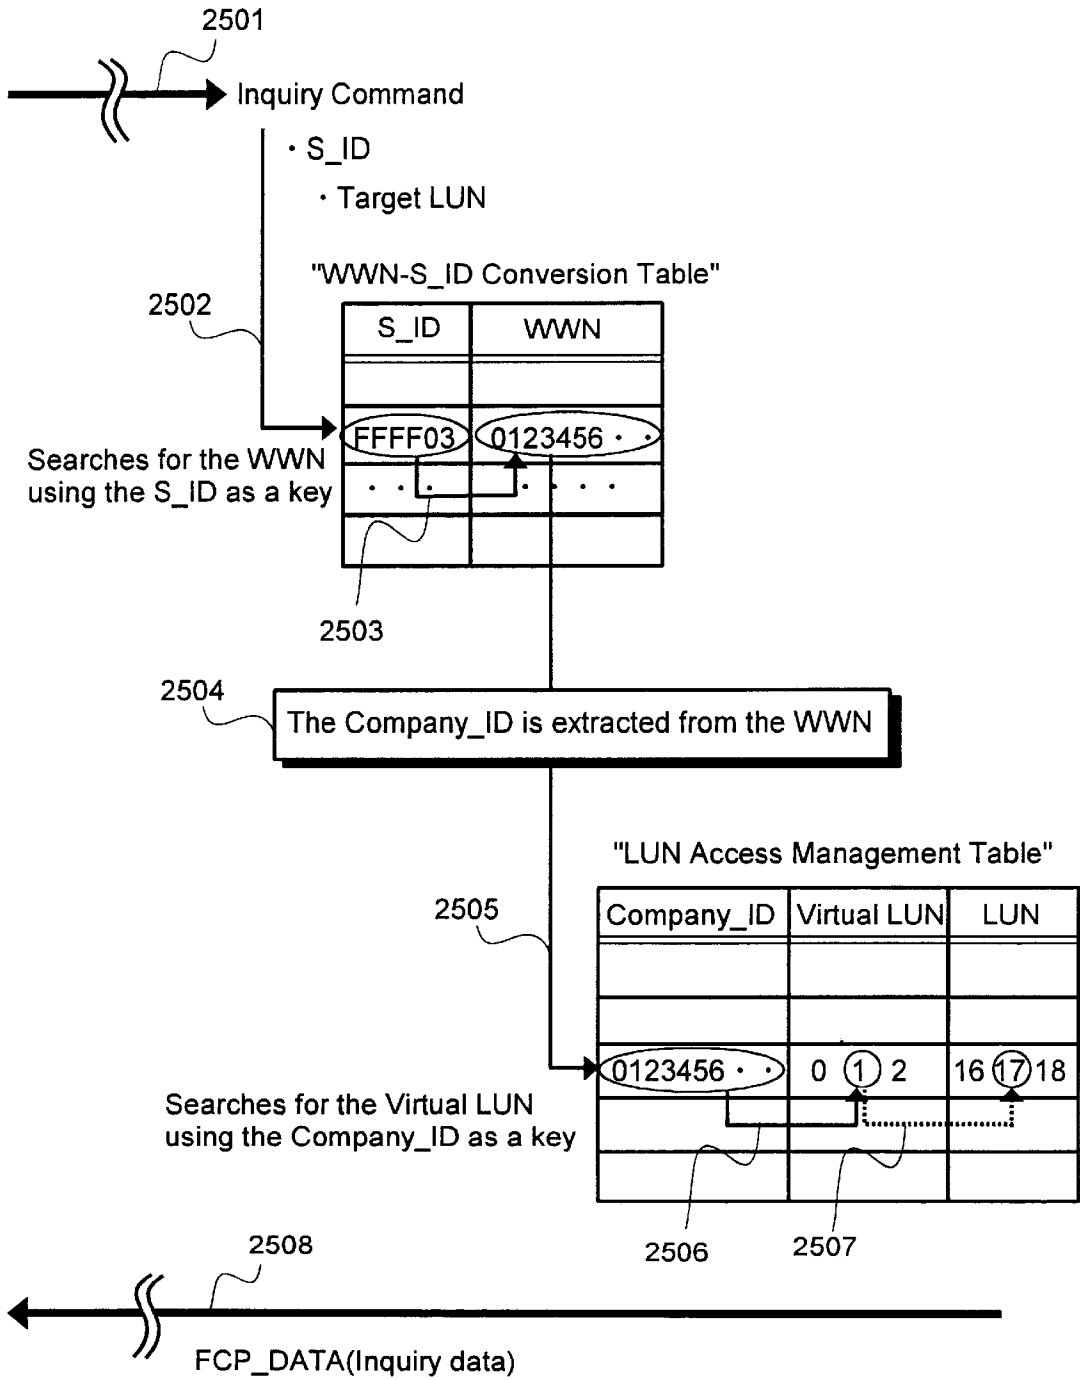 2501
Inquiry Command
· S_ID
· Target LUN
"WWN-S_ID Conversion Table"
2502
S_ID WWN
FFFF03 0123456 · ·
Searches for the WWN
using the S_ID as a key
· · · · · · ·
2503
2504
The Company_ID is extracted from the WWN
"LUN Access Management Table"
2505
Company_ID Virtual LUN LUN
0123456 · · 0 1 2 16 17 18
Searches for the Virtual LUN
using the Company_ID as a key
2506 2507
2508
FCP_DATA(Inquiry data)